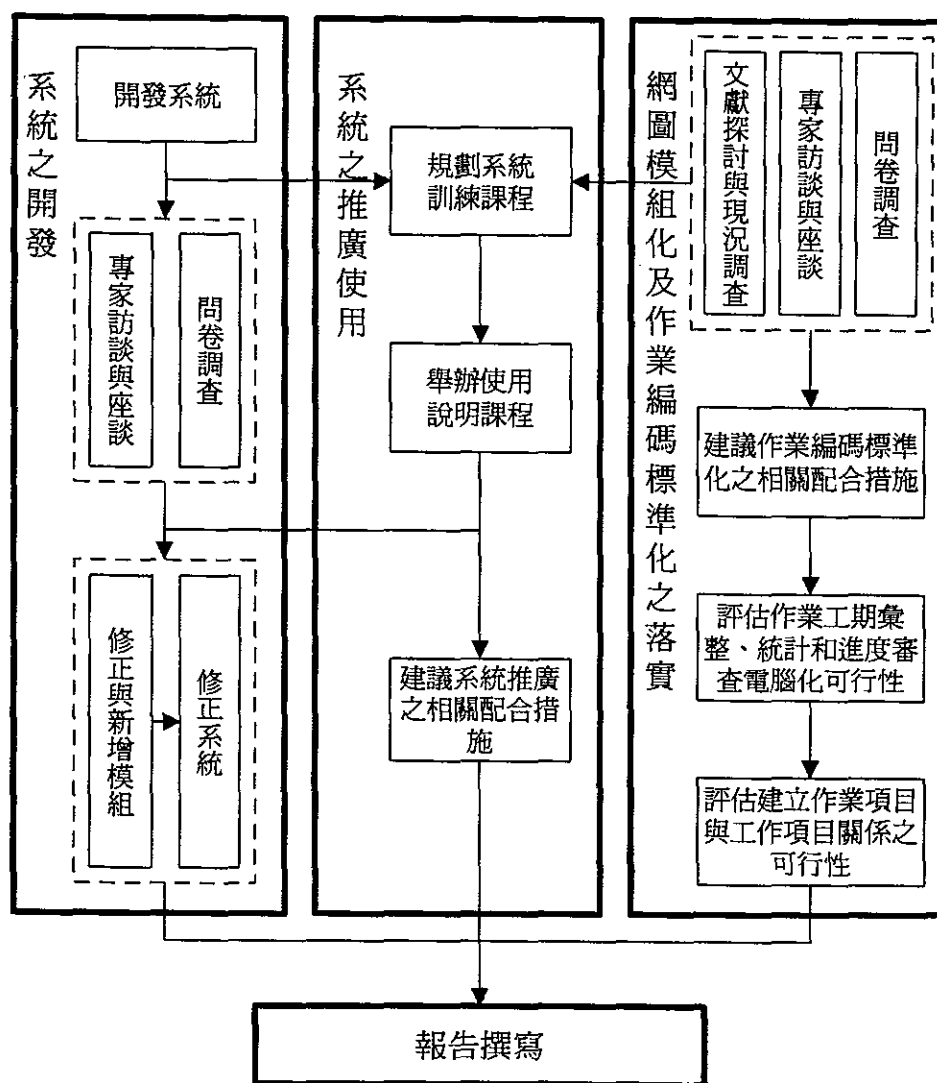 系統之開發
開發系統
專家訪談與座談
問卷調查
修正與新增模組
修正系統
系統之推廣使用
規劃系統
訓練課程
舉辦使用
說明課程
建議系統推廣
之相關配合措
施
網圖模組化及作業編碼標準化之落實
文獻探討與現況調查
專家訪談與座談
問卷調查
建議作業編碼標準
化之相關配合措施
評估作業工期彙
整、統計和進度審
查電腦化可行性
評估建立作業項目
與工作項目關係之
可行性
報告撰寫